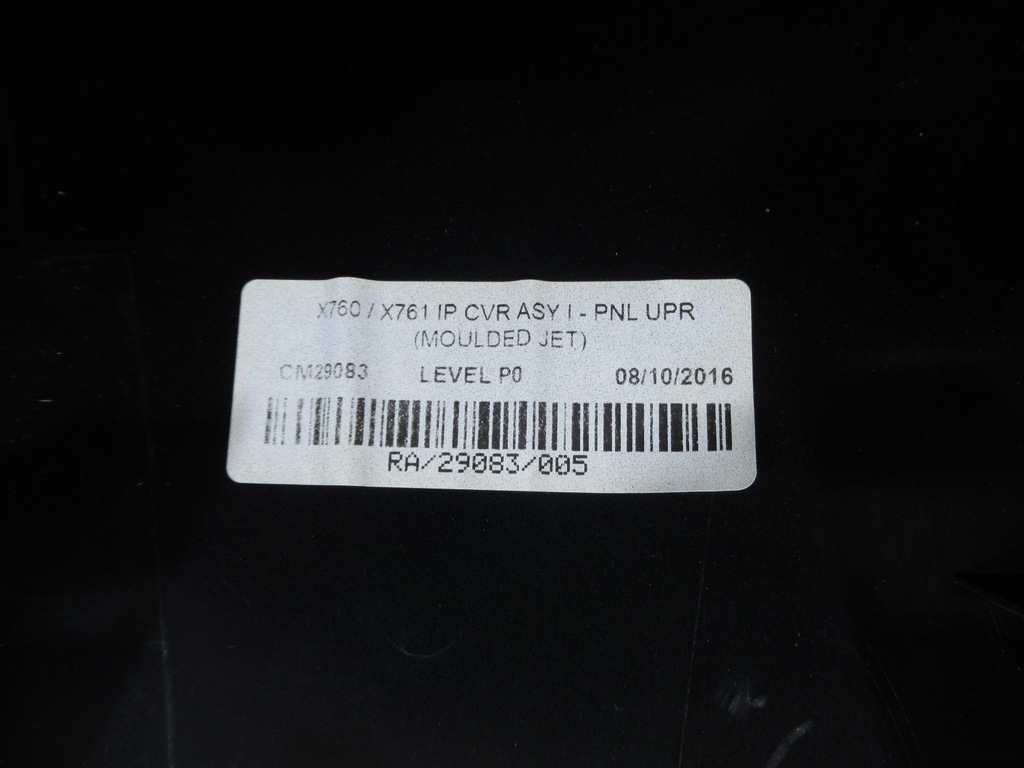 X760 / X761 IP CVR ASY I - PNL UPR
(MOULDED JET)
CM29083 LEVEL P0 08/10/2016
RA/29083/005